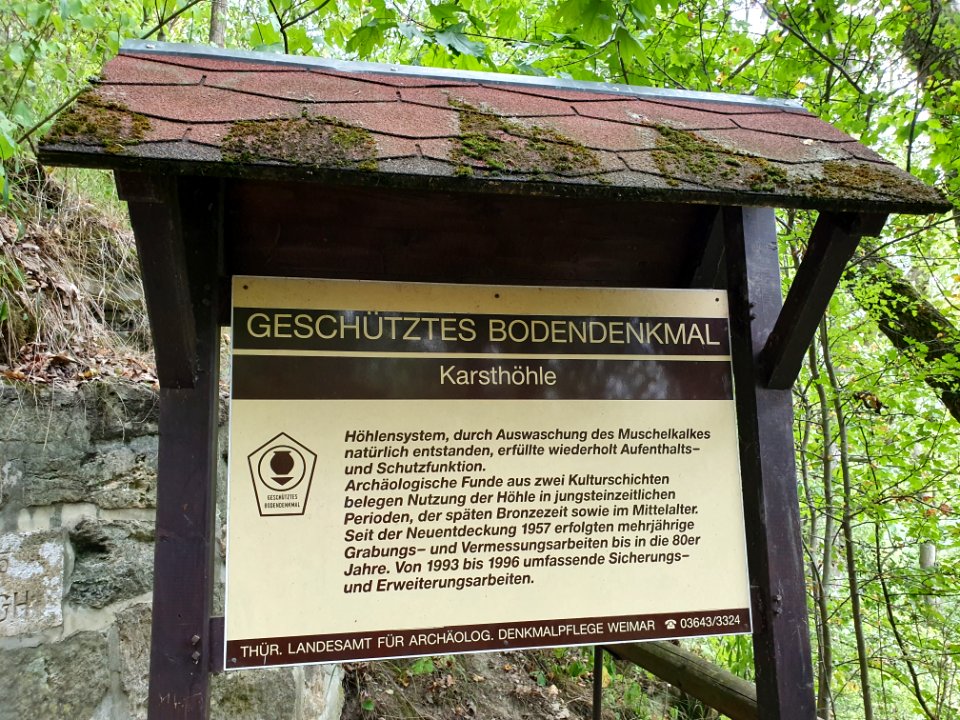 GESCHÜTZTES BODENDENKMAL
Karsthöhle
Höhlensystem, durch Auswaschung des Muschelkalkes
natürlich entstanden, erfüllte wiederholt Aufenthalts-
und Schutzfunktion.
Archäologische Funde aus zwei Kulturschichten
belegen Nutzung der Höhle in jungsteinzeitlichen
Perioden, der späten Bronzezeit sowie im Mittelalter.
Seit der Neuentdeckung 1957 erfolgten mehrjährige
Grabungs- und Vermessungsarbeiten bis in die 80er
Jahre. Von 1993 bis 1996 umfassende Sicherungs-
und Erweiterungsarbeiten.
GESCHÜTZTES
BODENDENKMAL
THÜR. LANDESAMT FÜR ARCHÄOLOG. DENKMALPFLEGE WEIMAR ☎ 03643/3324